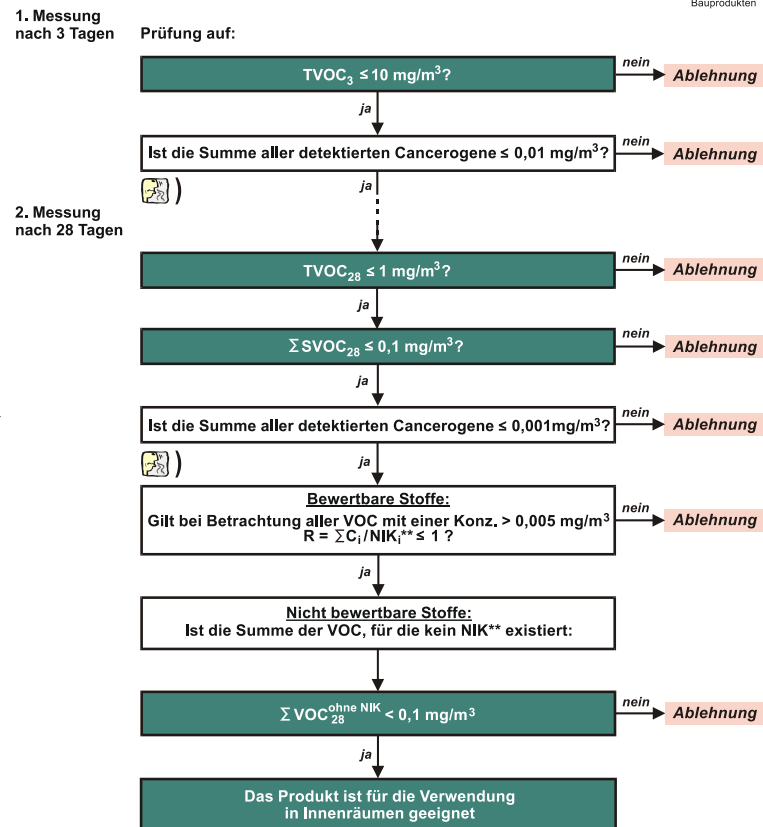 Bauprodukten
1. Messung
nach 3 Tagen
Prüfung auf:
TVOC₃ ≤ 10 mg/m³?
nein
Ablehnung
ja
Ist die Summe aller detektierten Cancerogene ≤ 0,01 mg/m³?
nein
Ablehnung
)
ja
2. Messung
nach 28 Tagen
TVOC₂₈ ≤ 1 mg/m³?
nein
Ablehnung
ja
∑SVOC₂₈ ≤ 0,1 mg/m³?
nein
Ablehnung
ja
Ist die Summe aller detektierten Cancerogene ≤ 0,001mg/m³?
nein
Ablehnung
)
ja
Bewertbare Stoffe:
Gilt bei Betrachtung aller VOC mit einer Konz. > 0,005 mg/m³
R = ∑Cᵢ/NIKᵢ** ≤ 1 ?
nein
Ablehnung
ja
Nicht bewertbare Stoffe:
Ist die Summe der VOC, für die kein NIK** existiert:
∑ VOC₂₈ ohne NIK < 0,1 mg/m³
nein
Ablehnung
ja
Das Produkt ist für die Verwendung
in Innenräumen geeignet